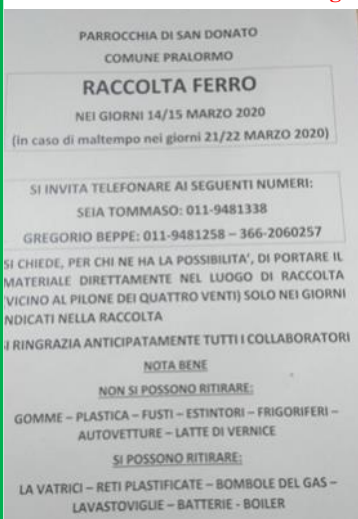 PARROCCHIA DI SAN DONATO
COMUNE PRALORMO
RACCOLTA FERRO
NEI GIORNI 14/15 MARZO 2020
(in caso di maltempo nei giorni 21/22 MARZO 2020)
SI INVITA TELEFONARE AI SEGUENTI NUMERI:
SEIA TOMMASO: 011-9481338
GREGORIO BEPPE: 011-9481258 – 366-2060257
SI CHIEDE, PER CHI NE HA LA POSSIBILITA', DI PORTARE IL
MATERIALE DIRETTAMENTE NEL LUOGO DI RACCOLTA
(VICINO AL PILONE DEI QUATTRO VENTI) SOLO NEI GIORNI
INDICATI NELLA RACCOLTA
SI RINGRAZIA ANTICIPATAMENTE TUTTI I COLLABORATORI
NOTA BENE
NON SI POSSONO RITIRARE:
GOMME – PLASTICA – FUSTI – ESTINTORI – FRIGORIFERI –
AUTOVETTURE – LATTE DI VERNICE
SI POSSONO RITIRARE:
LA VATRICI – RETI PLASTIFICATE – BOMBOLE DEL GAS –
LAVASTOVIGLIE – BATTERIE - BOILER